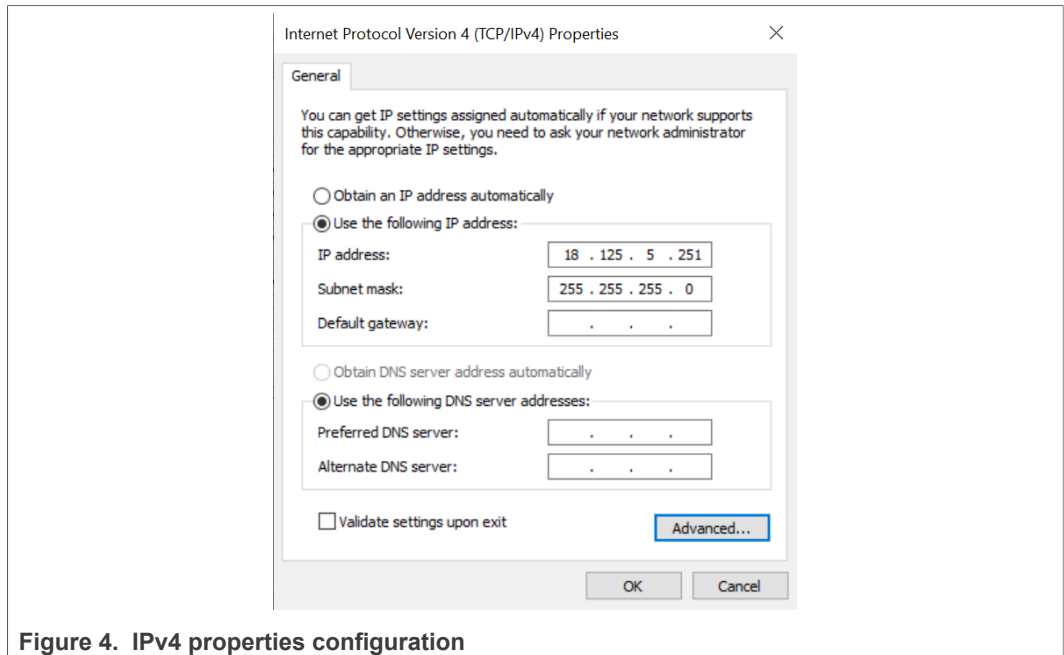 Internet Protocol Version 4 (TCP/IPv4) Properties
General
You can get IP settings assigned automatically if your network supports
this capability. Otherwise, you need to ask your network administrator
for the appropriate IP settings.
Obtain an IP address automatically
Use the following IP address:
IP address: 18 . 125 . 5 . 251
Subnet mask: 255 . 255 . 255 . 0
Default gateway: . . .
Obtain DNS server address automatically
Use the following DNS server addresses:
Preferred DNS server: . . .
Alternate DNS server: . . .
Validate settings upon exit
Advanced...
OK Cancel
Figure 4. IPv4 properties configuration